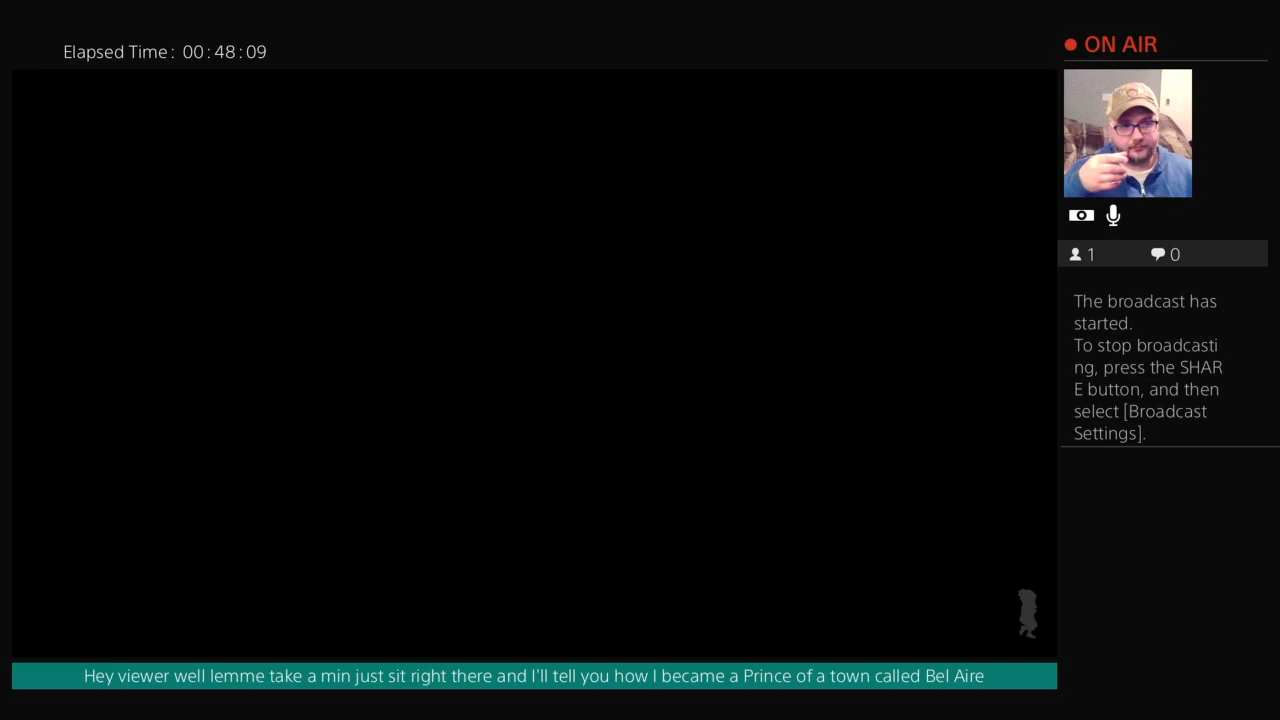 Elapsed Time: 00:48:09
ON AIR
1 0
The broadcast has
started.
To stop broadcasti
ng, press the SHAR
E button, and then
select [Broadcast
Settings].
Hey viewer well lemme take a min just sit right there and I'll tell you how I became a Prince of a town called Bel Aire